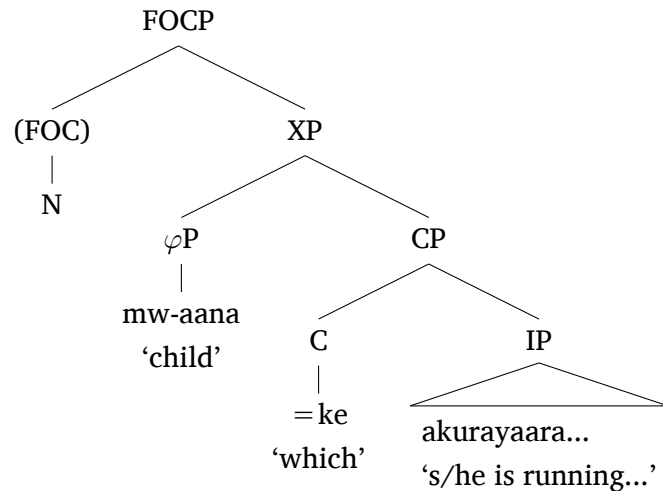 FOCP
(FOC) XP
N
φP CP
mw-aana
‘child’
C IP
=ke
‘which’
akurayaara...
‘s/he is running...’